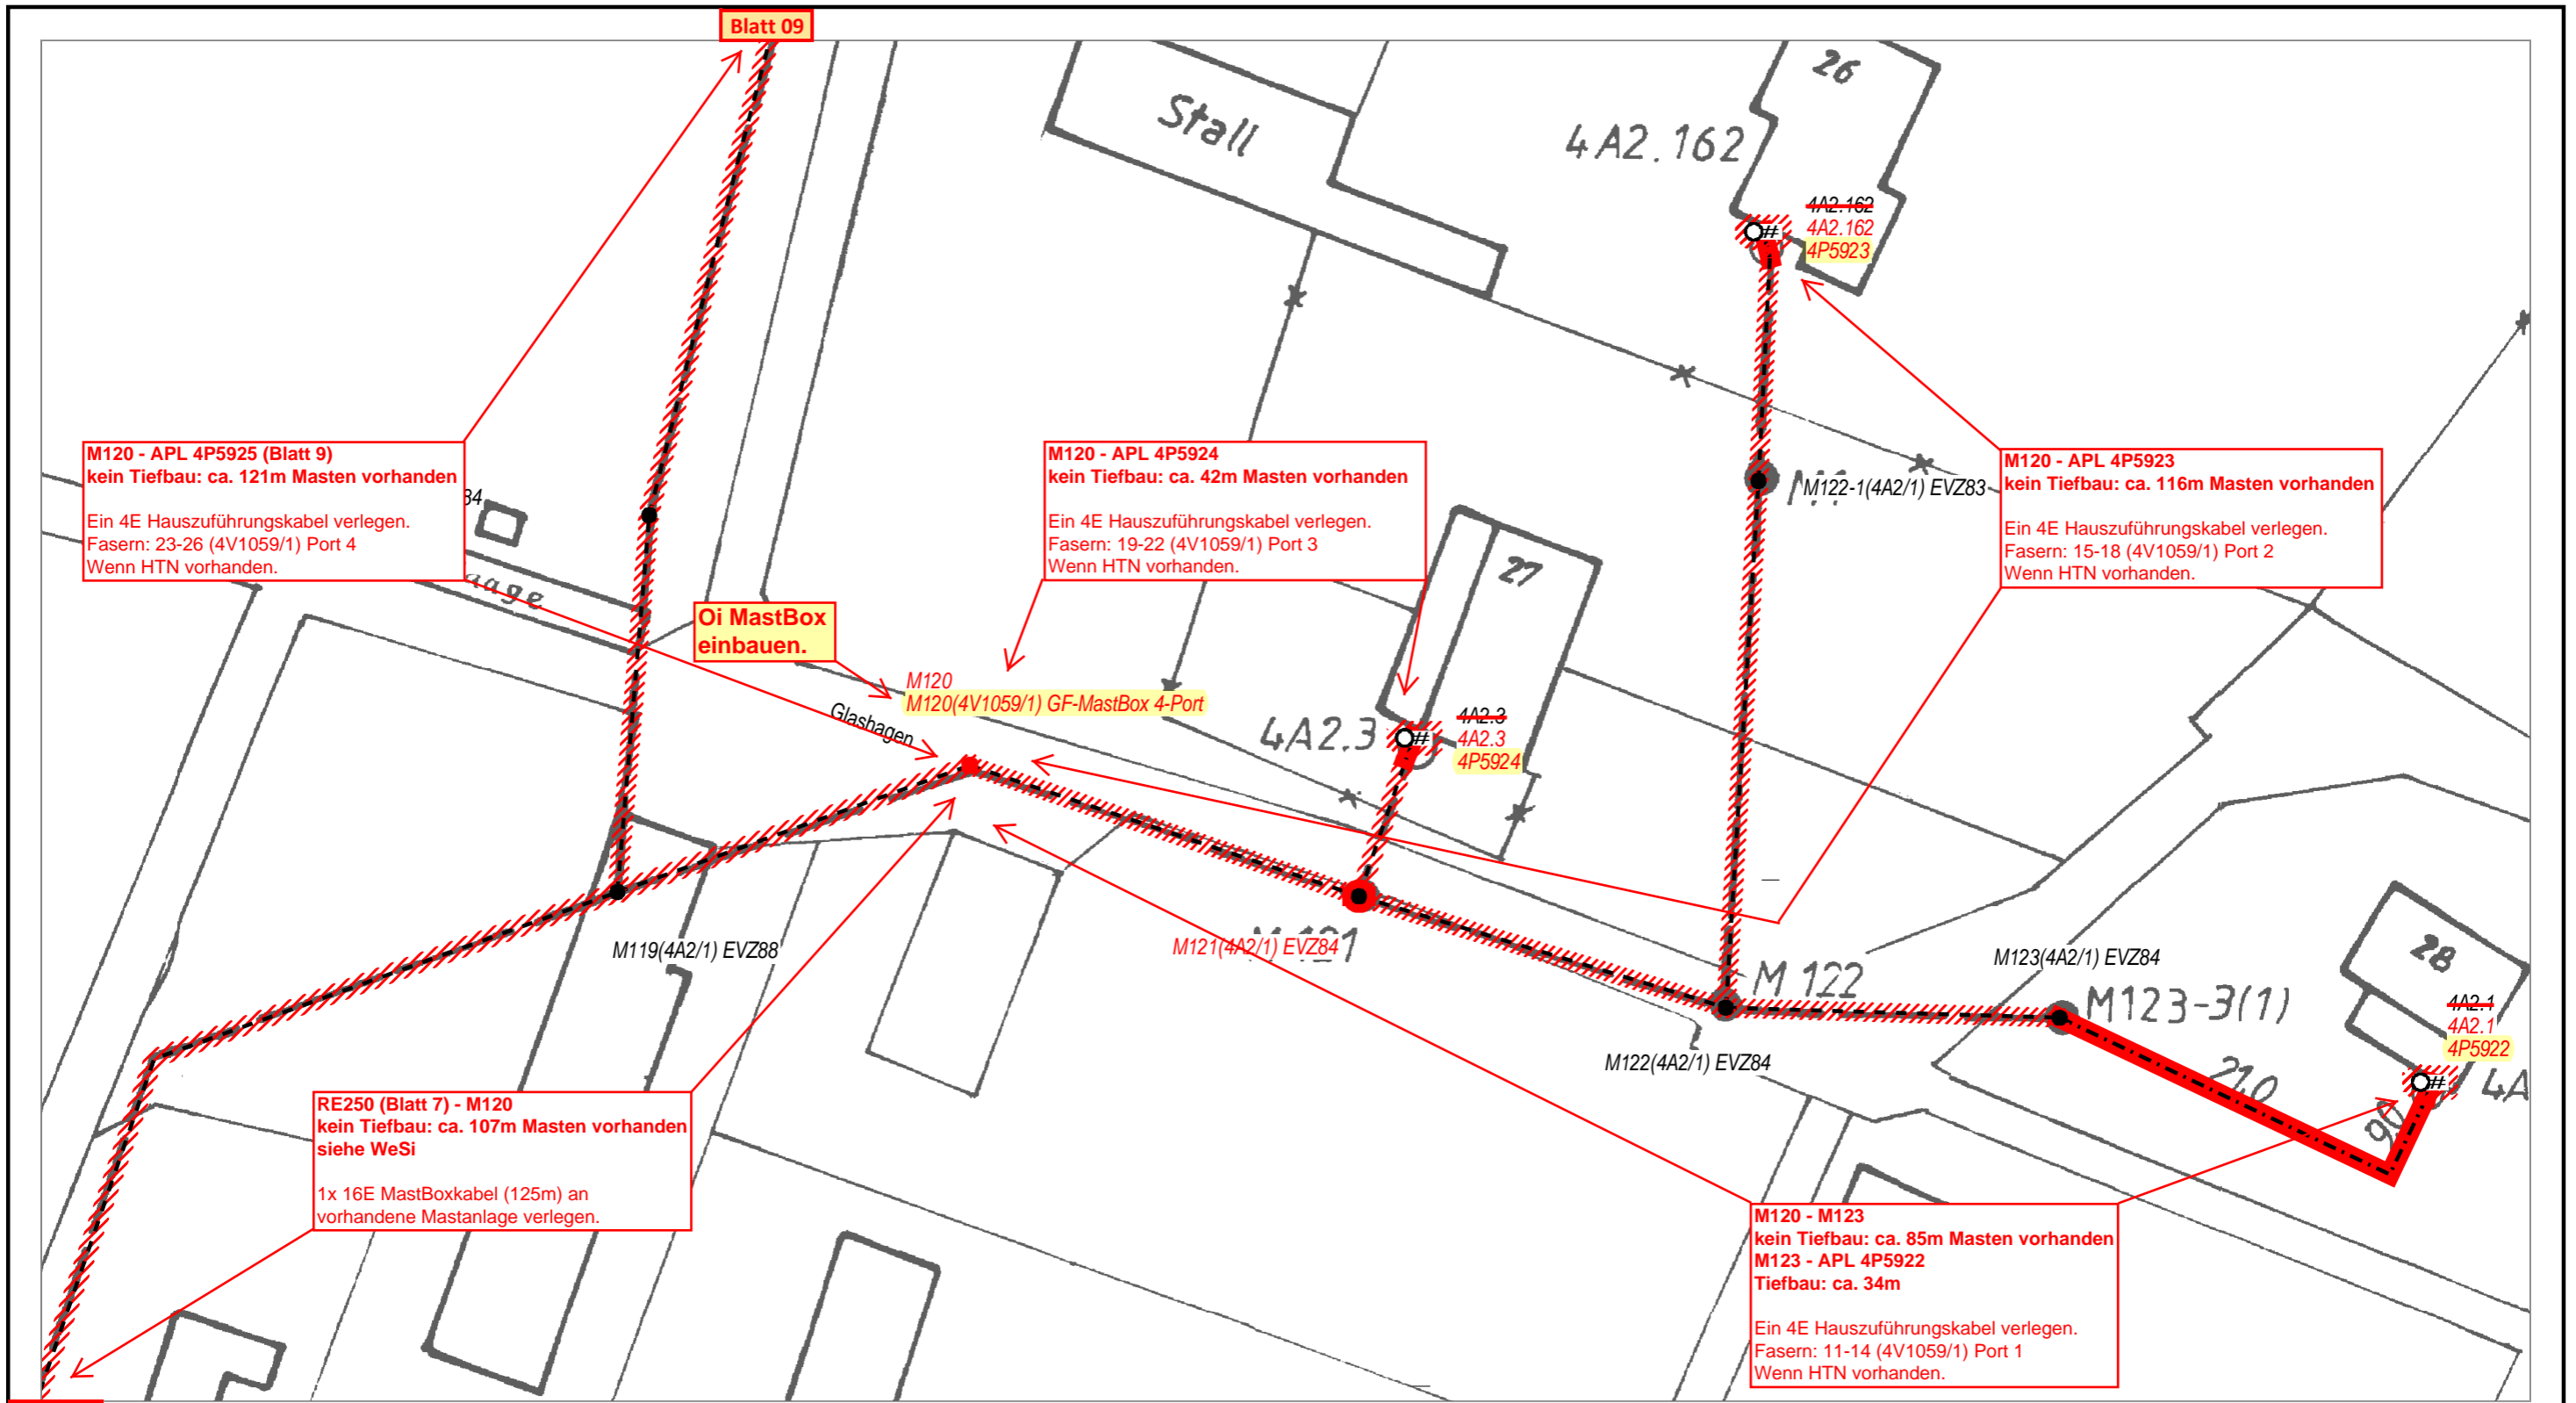 Blatt 09
26
Stall
4A2.162
4A2.162
4A2.162
4P5923
M120 - APL 4P5925 (Blatt 9)
kein Tiefbau: ca. 121m Masten vorhanden
Ein 4E Hauszuführungskabel verlegen.
Fasern: 23-26 (4V1059/1) Port 4
Wenn HTN vorhanden.
M120 - APL 4P5924
kein Tiefbau: ca. 42m Masten vorhanden
Ein 4E Hauszuführungskabel verlegen.
Fasern: 19-22 (4V1059/1) Port 3
Wenn HTN vorhanden.
M120 - APL 4P5923
kein Tiefbau: ca. 116m Masten vorhanden
Ein 4E Hauszuführungskabel verlegen.
Fasern: 15-18 (4V1059/1) Port 2
Wenn HTN vorhanden.
M122-1(4A2/1) EVZ83
27
Oi MastBox
einbauen.
M120
M120(4V1059/1) GF-MastBox 4-Port
Glashagen
4A2.3
4A2.3
4A2.3
4P5924
M119(4A2/1) EVZ88
M121(4A2/1) EVZ84
M 122
M123(4A2/1) EVZ84
M123-3(1)
M122(4A2/1) EVZ84
28
4A2.1
4A2.1
4P5922
4A
210
90
RE250 (Blatt 7) - M120
kein Tiefbau: ca. 107m Masten vorhanden
siehe WeSi
1x 16E MastBoxkabel (125m) an
vorhandene Mastanlage verlegen.
M120 - M123
kein Tiefbau: ca. 85m Masten vorhanden
M123 - APL 4P5922
Tiefbau: ca. 34m
Ein 4E Hauszuführungskabel verlegen.
Fasern: 11-14 (4V1059/1) Port 1
Wenn HTN vorhanden.